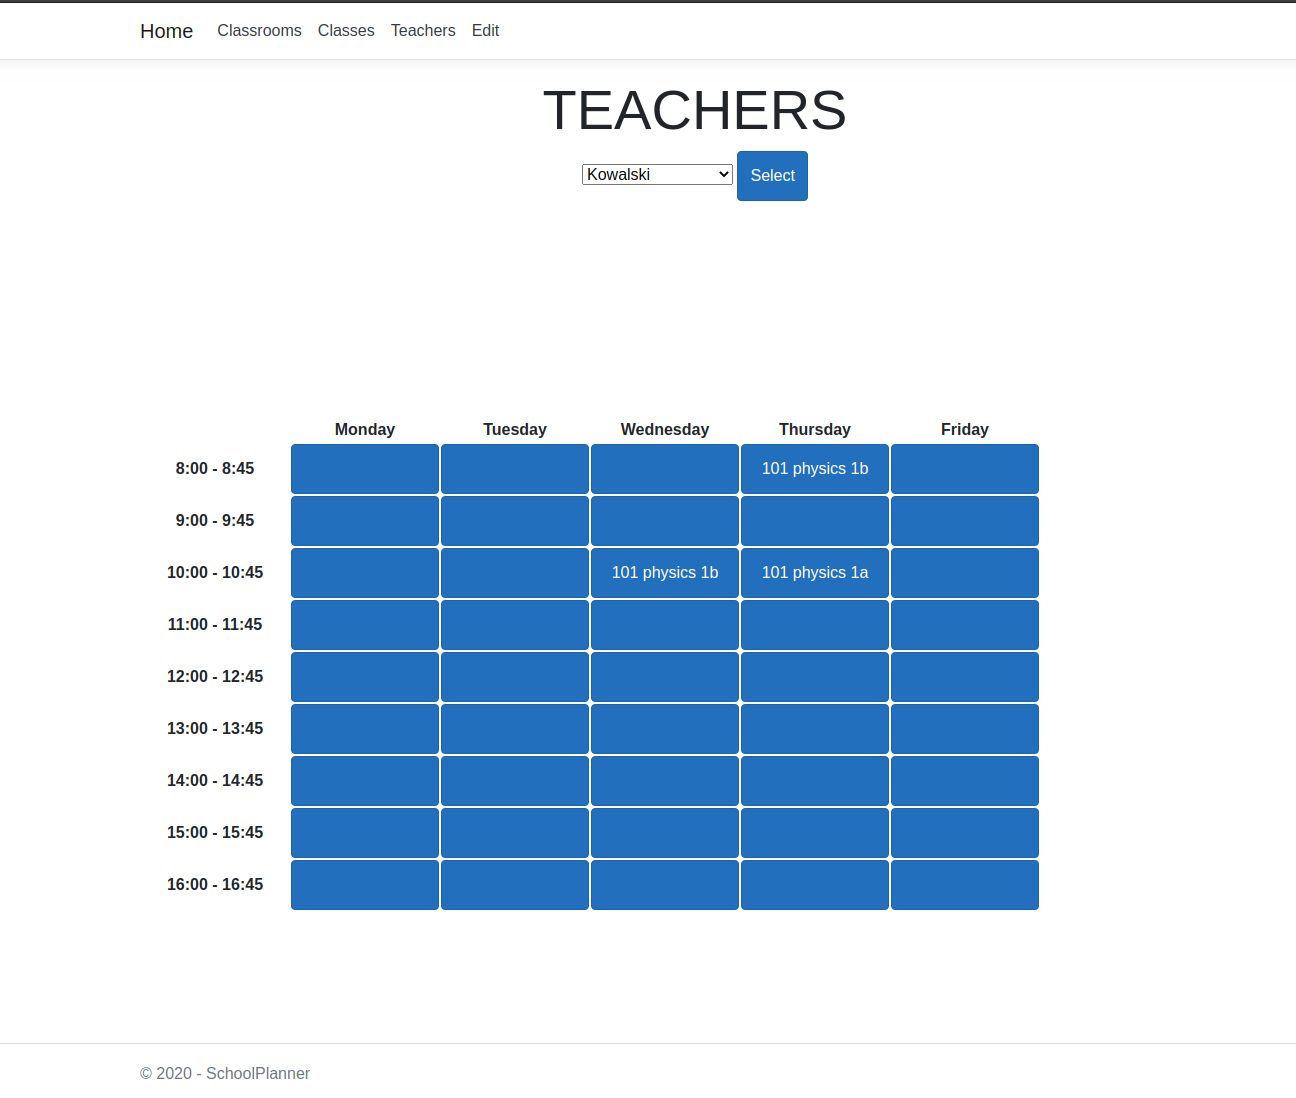 Home Classrooms Classes Teachers Edit
TEACHERS
Kowalski Select
Monday Tuesday Wednesday Thursday Friday
8:00 - 8:45 101 physics 1b
9:00 - 9:45
10:00 - 10:45 101 physics 1b 101 physics 1a
11:00 - 11:45
12:00 - 12:45
13:00 - 13:45
14:00 - 14:45
15:00 - 15:45
16:00 - 16:45
© 2020 - SchoolPlanner